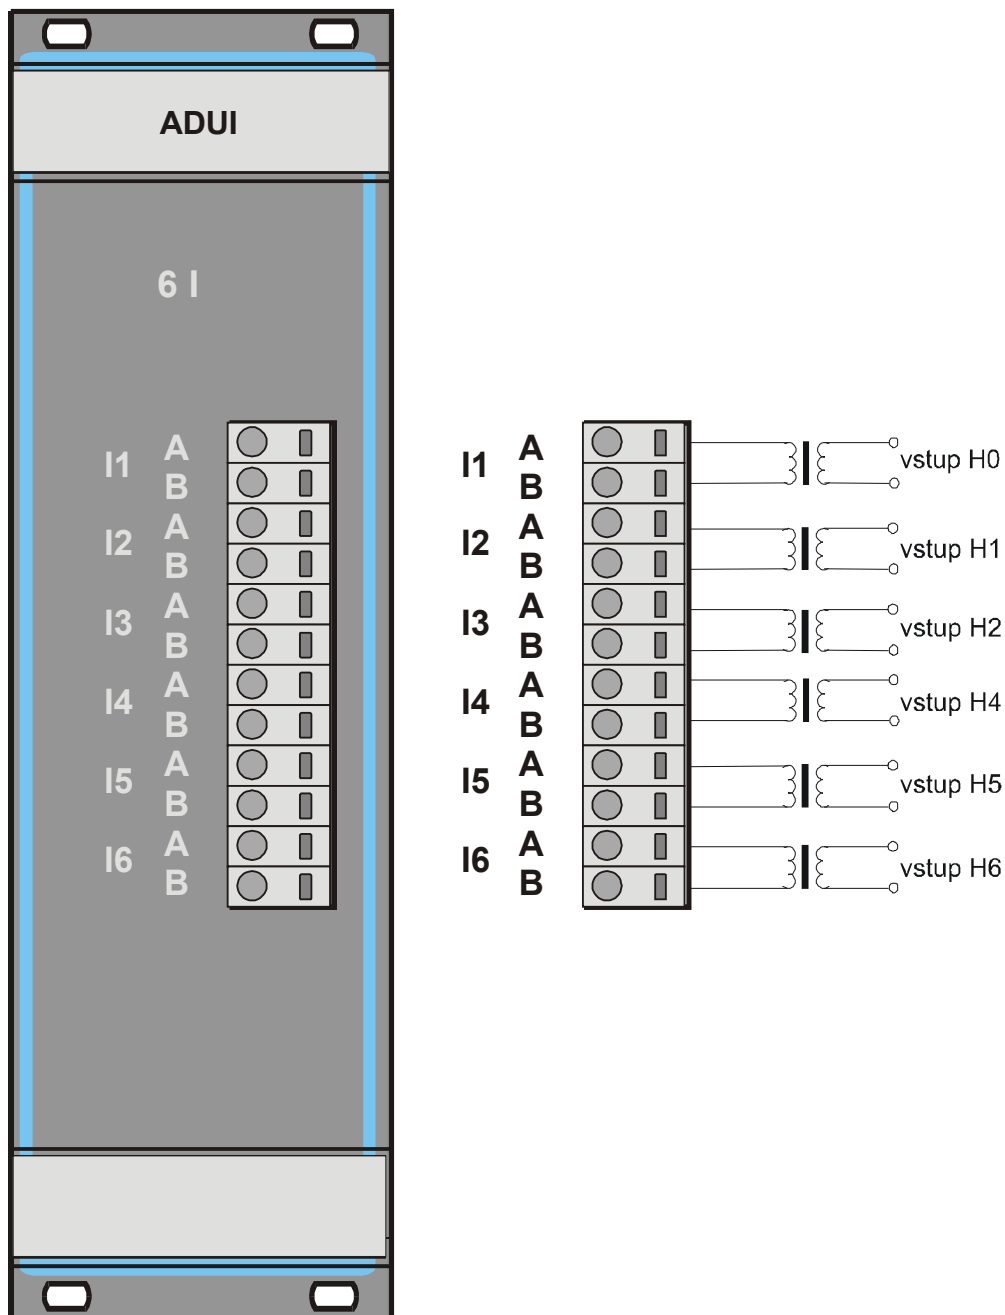 ADUI
6 I
I1 A
B
I2 A
B
I3 A
B
I4 A
B
I5 A
B
I6 A
B
I1 A
B
vstup H0
I2 A
B
vstup H1
I3 A
B
vstup H2
I4 A
B
vstup H4
I5 A
B
vstup H5
I6 A
B
vstup H6